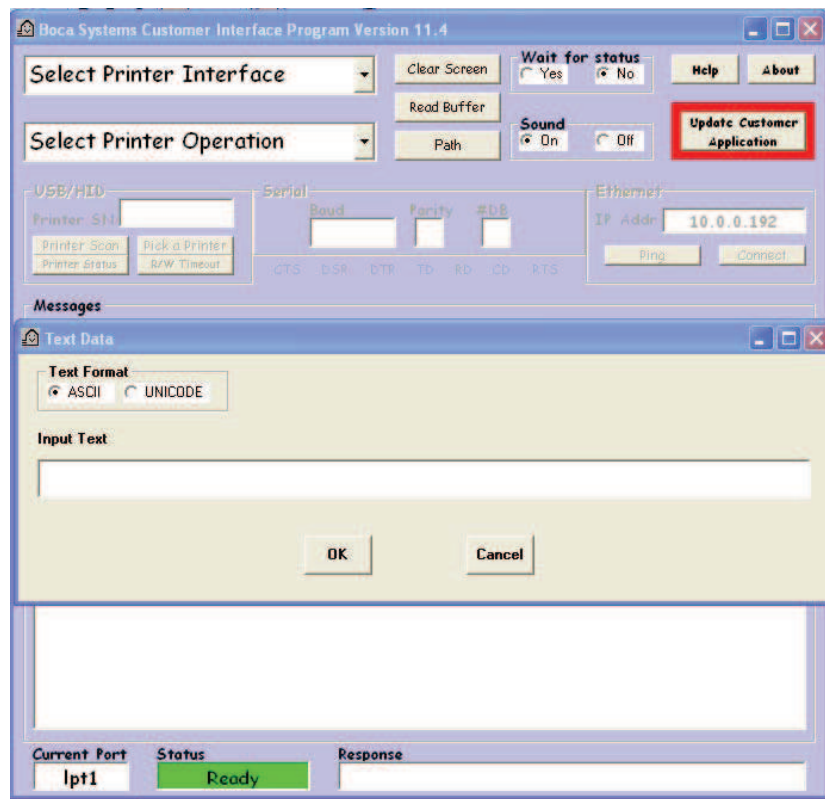 Boca Systems Customer Interface Program Version 11.4
Select Printer Interface
Clear Screen
Wait for status
Yes No
Help
About
Read Buffer
Select Printer Operation
Path
Sound
On Off
Update Customer
Application
USB/HID
Printer SN
Printer Scan
Pick a Printer
Printer Status
R/W Timeout
Serial
Baud Parity #DB
CTS DSR DTR TD RD CD RTS
Ethernet
IP Addr 10.0.0.192
Ping
Connect
Messages
Text Data
Text Format
ASCII UNICODE
Input Text
OK
Cancel
Current Port Status Response
lpt1 Ready